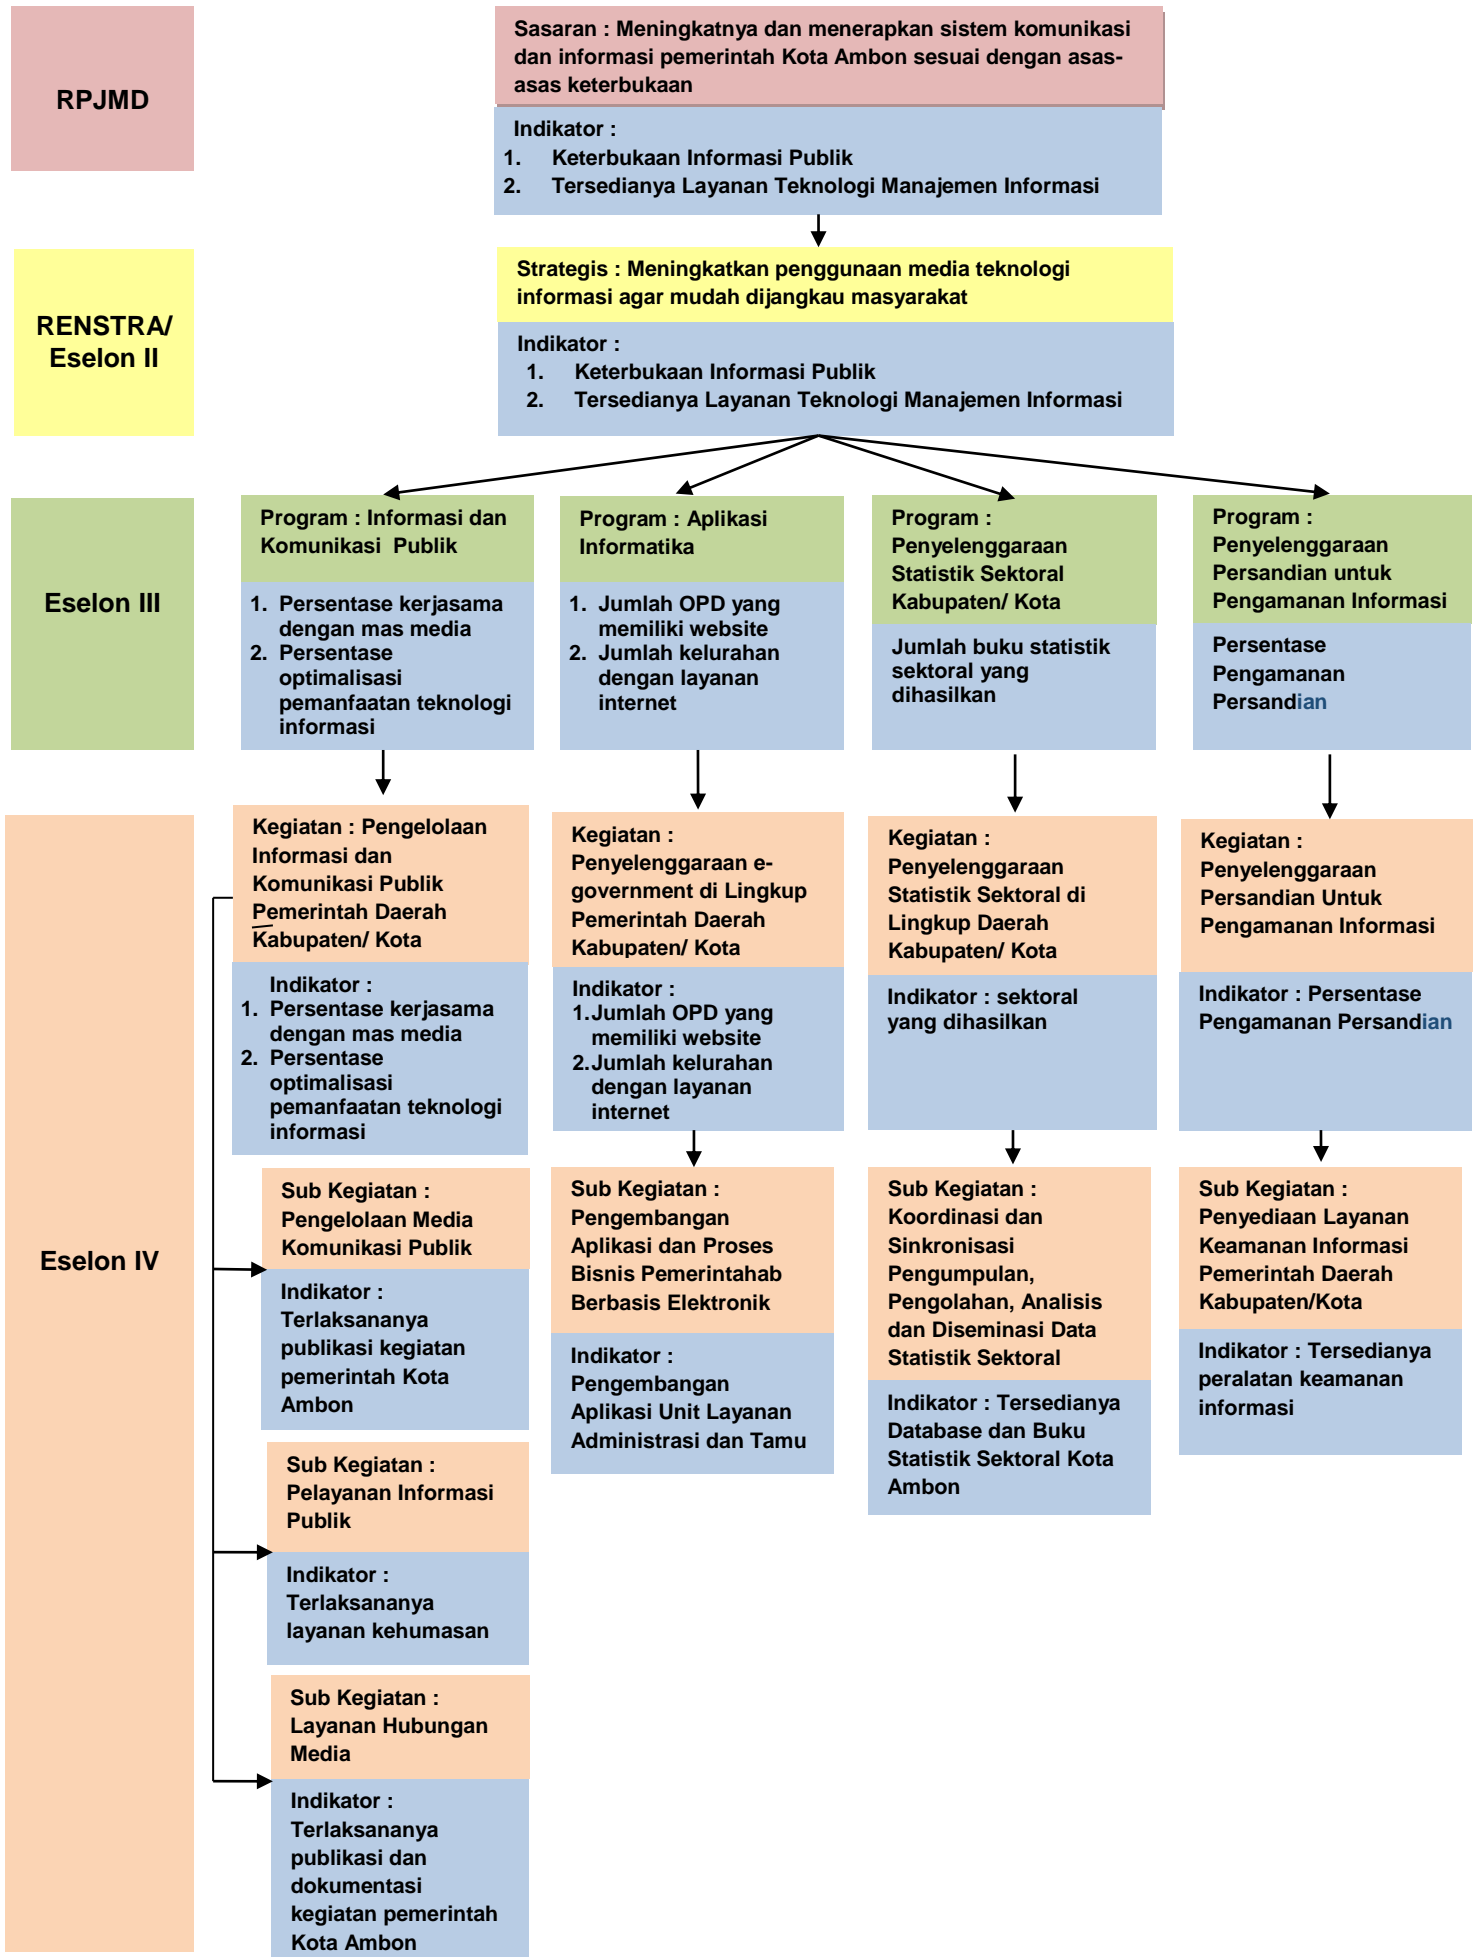 RPJMD
Sasaran : Meningkatnya dan menerapkan sistem komunikasi
dan informasi pemerintah Kota Ambon sesuai dengan asas-
asas keterbukaan
Indikator :
1. Keterbukaan Informasi Publik
2. Tersedianya Layanan Teknologi Manajemen Informasi
RENSTRA/
Eselon II
Strategis : Meningkatkan penggunaan media teknologi
informasi agar mudah dijangkau masyarakat
Indikator :
1. Keterbukaan Informasi Publik
2. Tersedianya Layanan Teknologi Manajemen Informasi
Eselon III
Program : Informasi dan
Komunikasi Publik
1. Persentase kerjasama
dengan mas media
2. Persentase
optimalisasi
pemanfaatan teknologi
informasi
Program : Aplikasi
Informatika
1. Jumlah OPD yang
memiliki website
2. Jumlah kelurahan
dengan layanan
internet
Program :
Penyelenggaraan
Statistik Sektoral
Kabupaten/ Kota
Jumlah buku statistik
sektoral yang
dihasilkan
Program :
Penyelenggaraan
Persandian untuk
Pengamanan Informasi
Persentase
Pengamanan
Persandian
Eselon IV
Kegiatan : Pengelolaan
Informasi dan
Komunikasi Publik
Pemerintah Daerah
Kabupaten/ Kota
Indikator :
1. Persentase kerjasama
dengan mas media
2. Persentase
optimalisasi
pemanfaatan teknologi
informasi
Kegiatan :
Penyelenggaraan e-
government di Lingkup
Pemerintah Daerah
Kabupaten/ Kota
Indikator :
1.Jumlah OPD yang
memiliki website
2.Jumlah kelurahan
dengan layanan
internet
Kegiatan :
Penyelenggaraan
Statistik Sektoral di
Lingkup Daerah
Kabupaten/ Kota
Indikator : sektoral
yang dihasilkan
Kegiatan :
Penyelenggaraan
Persandian Untuk
Pengamanan Informasi
Indikator : Persentase
Pengamanan Persandian
Sub Kegiatan :
Pengelolaan Media
Komunikasi Publik
Indikator :
Terlaksananya
publikasi kegiatan
pemerintah Kota
Ambon
Sub Kegiatan :
Pengembangan
Aplikasi dan Proses
Bisnis Pemerintahab
Berbasis Elektronik
Indikator :
Pengembangan
Aplikasi Unit Layanan
Administrasi dan Tamu
Sub Kegiatan :
Koordinasi dan
Sinkronisasi
Pengumpulan,
Pengolahan, Analisis
dan Diseminasi Data
Statistik Sektoral
Indikator : Tersedianya
Database dan Buku
Statistik Sektoral Kota
Ambon
Sub Kegiatan :
Penyediaan Layanan
Keamanan Informasi
Pemerintah Daerah
Kabupaten/Kota
Indikator : Tersedianya
peralatan keamanan
informasi
Sub Kegiatan :
Pelayanan Informasi
Publik
Indikator :
Terlaksananya
layanan kehumasan
Sub Kegiatan :
Layanan Hubungan
Media
Indikator :
Terlaksananya
publikasi dan
dokumentasi
kegiatan pemerintah
Kota Ambon